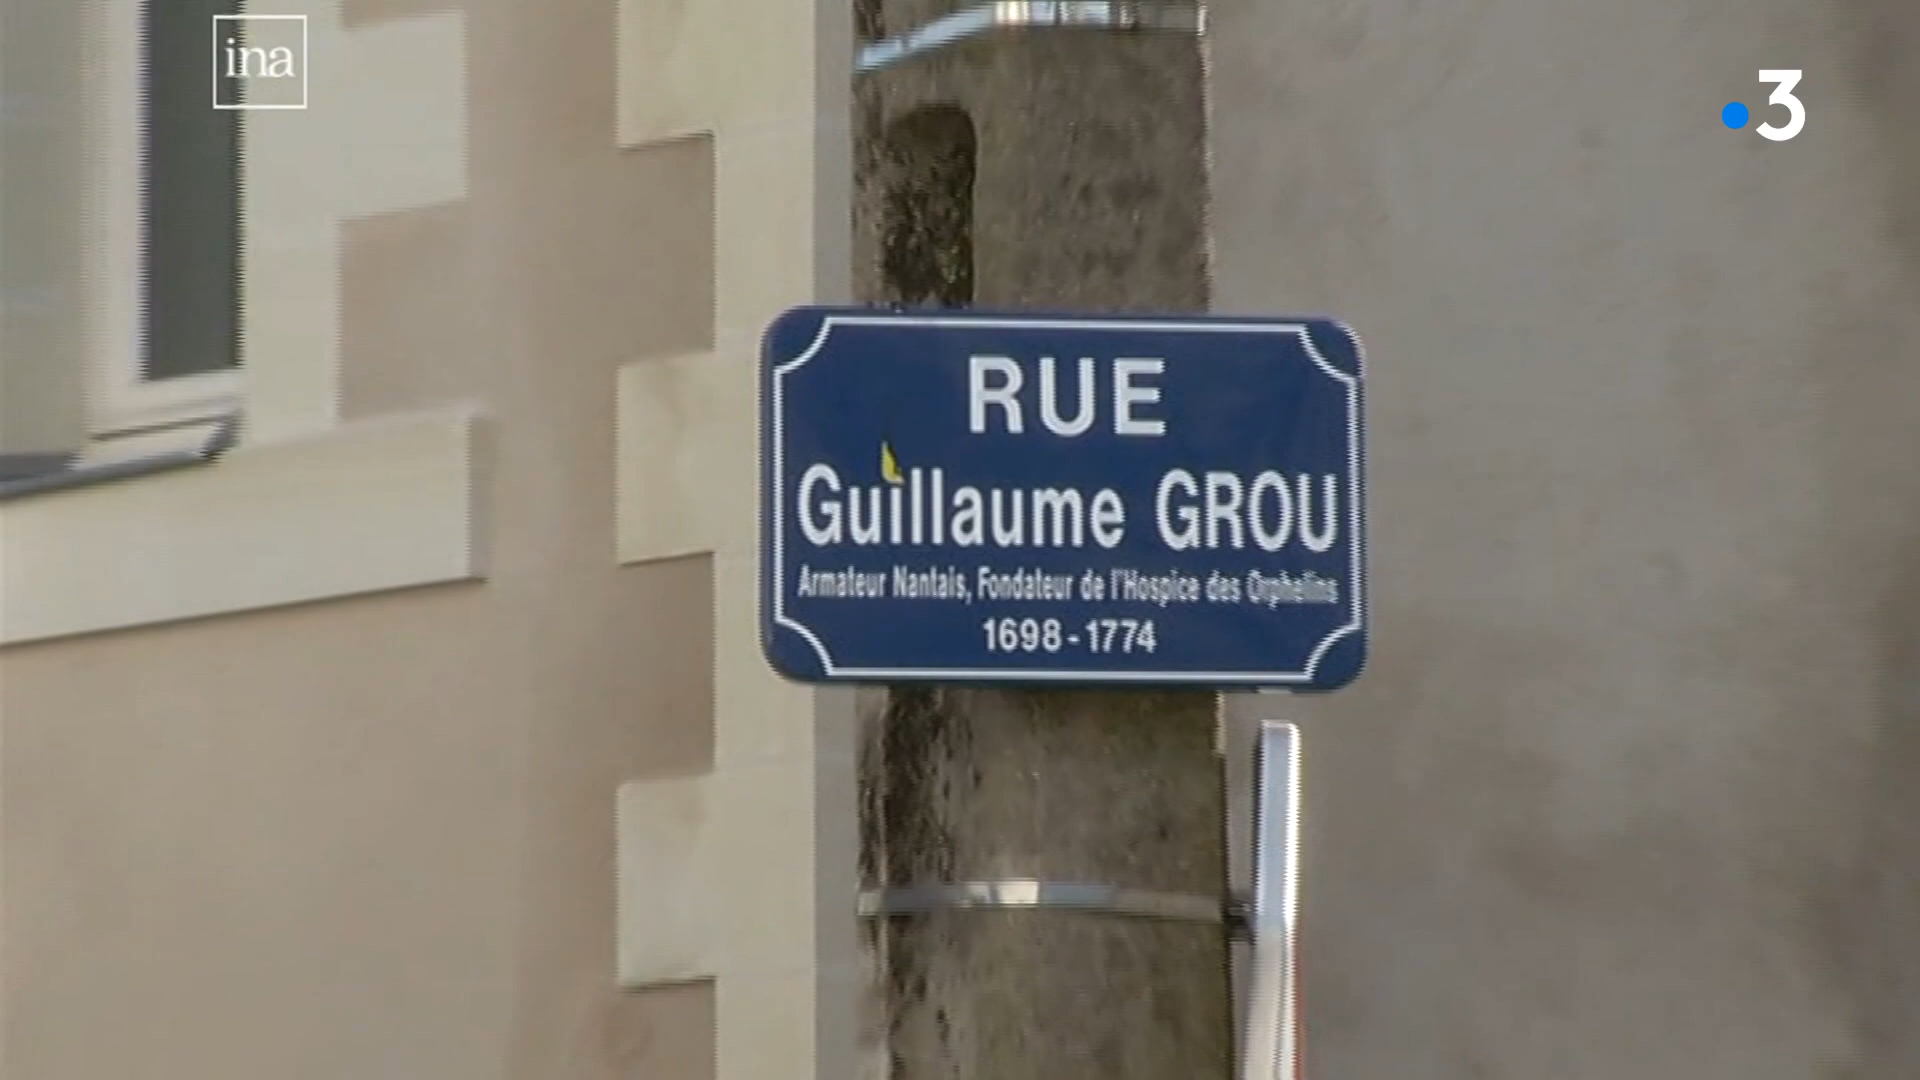 ina
3
RUE
Guillaume GROU
Armateur Nantais, Fondateur de l'Hospice des Orphelins
1698-1774